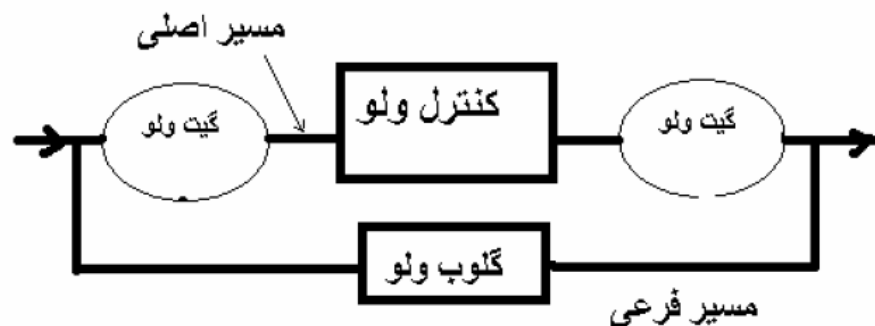 مسیر اصلی
گیت ولو
کنترل ولو
گیت ولو
گلوب ولو
مسیر فرعی